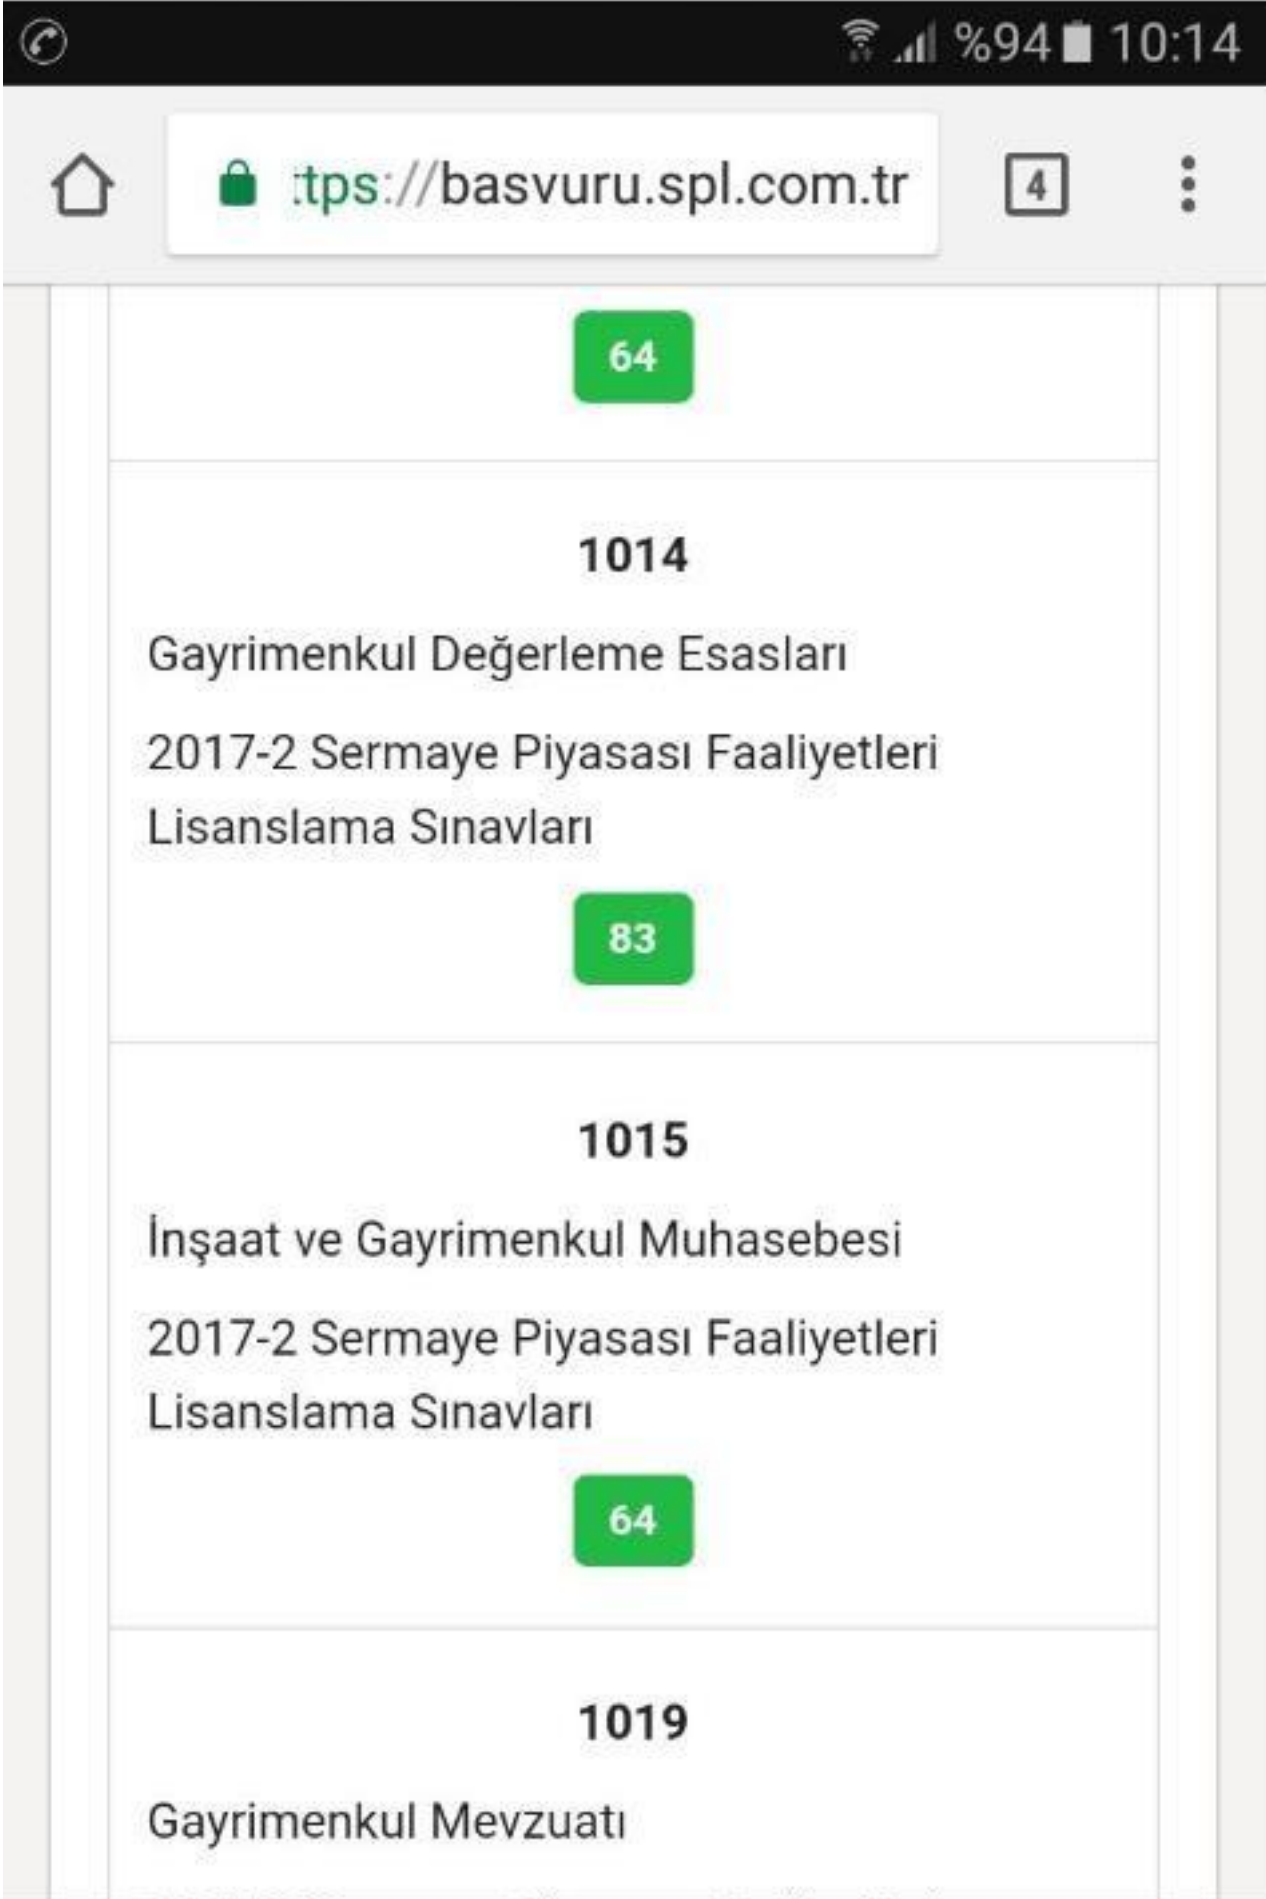 %94 10:14
ttps://basvuru.spl.com.tr
4
64
1014
Gayrimenkul Değerleme Esasları
2017-2 Sermaye Piyasası Faaliyetleri
Lisanslama Sınavları
83
1015
İnşaat ve Gayrimenkul Muhasebesi
2017-2 Sermaye Piyasası Faaliyetleri
Lisanslama Sınavları
64
1019
Gayrimenkul Mevzuatı